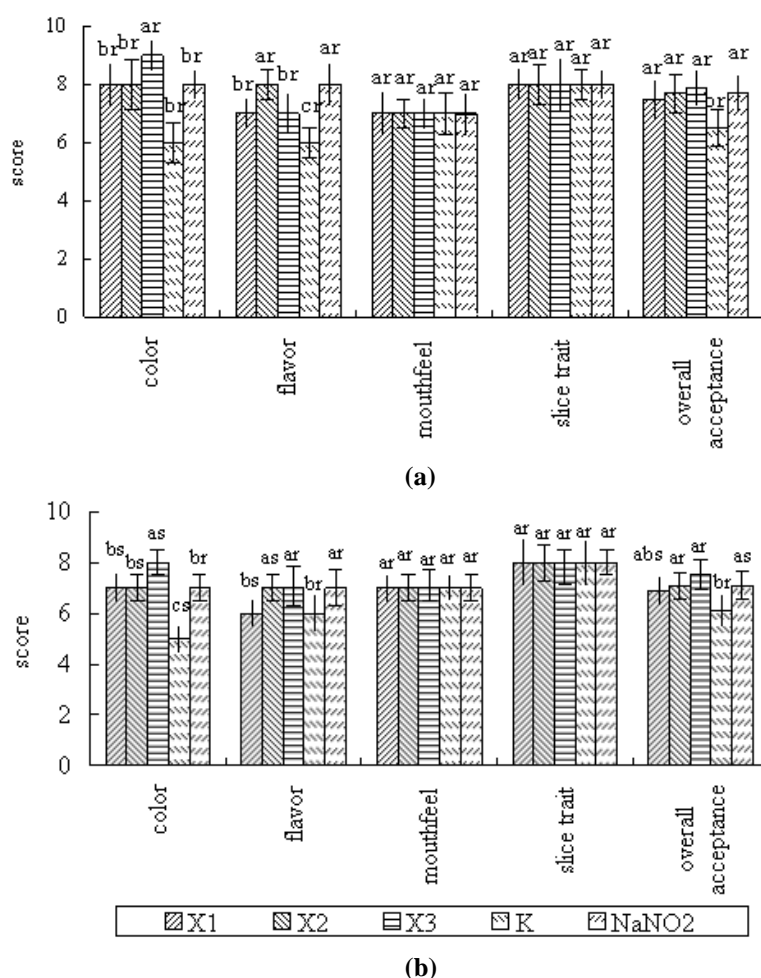 10
8
6
4
2
0
score
br br ar br br
br ar br cr ar
ar ar ar ar ar
ar ar ar ar ar
ar ar ar br ar
color
flavor
mouthfeel
slice trait
overall
acceptance
(a)
10
8
6
4
2
0
score
bs bs as cs br
bs as ar br ar
ar ar ar ar ar
ar ar ar ar ar
abs ar ar br as
color
flavor
mouthfeel
slice trait
overall
acceptance
X1 X2 X3 K NaNO2
(b)